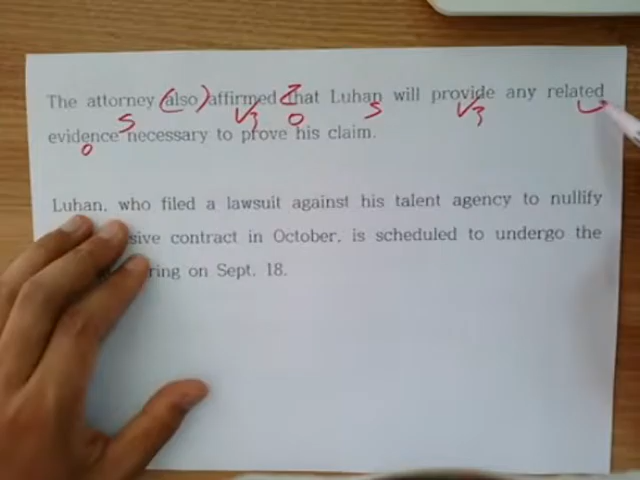 The attorney (also) affirmed that Luhan will provide any related
S V3 O S V3
evidence necessary to prove his claim.
O
Luhan, who filed a lawsuit against his talent agency to nullify
sive contract in October, is scheduled to undergo the
ring on Sept. 18.